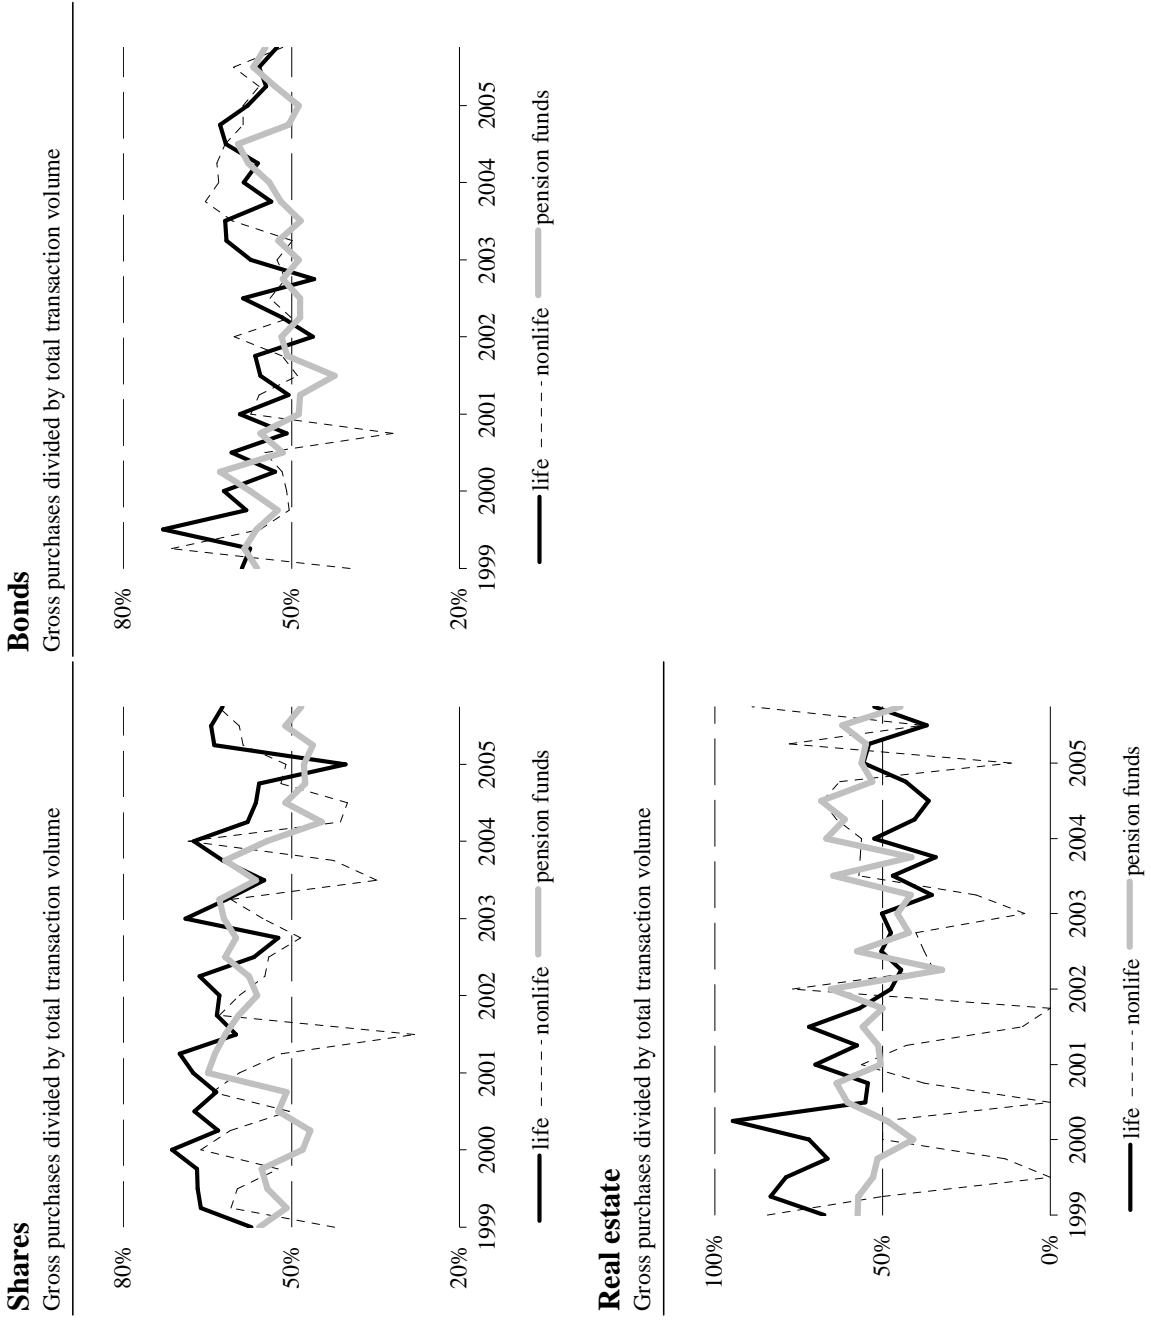 Shares
Gross purchases divided by total transaction volume
80%
50%
20%
1999 2000 2001 2002 2003 2004 2005
life nonlife pension funds
Bonds
Gross purchases divided by total transaction volume
80%
50%
20%
1999 2000 2001 2002 2003 2004 2005
life nonlife pension funds
Real estate
Gross purchases divided by total transaction volume
100%
50%
0%
1999 2000 2001 2002 2003 2004 2005
life nonlife pension funds